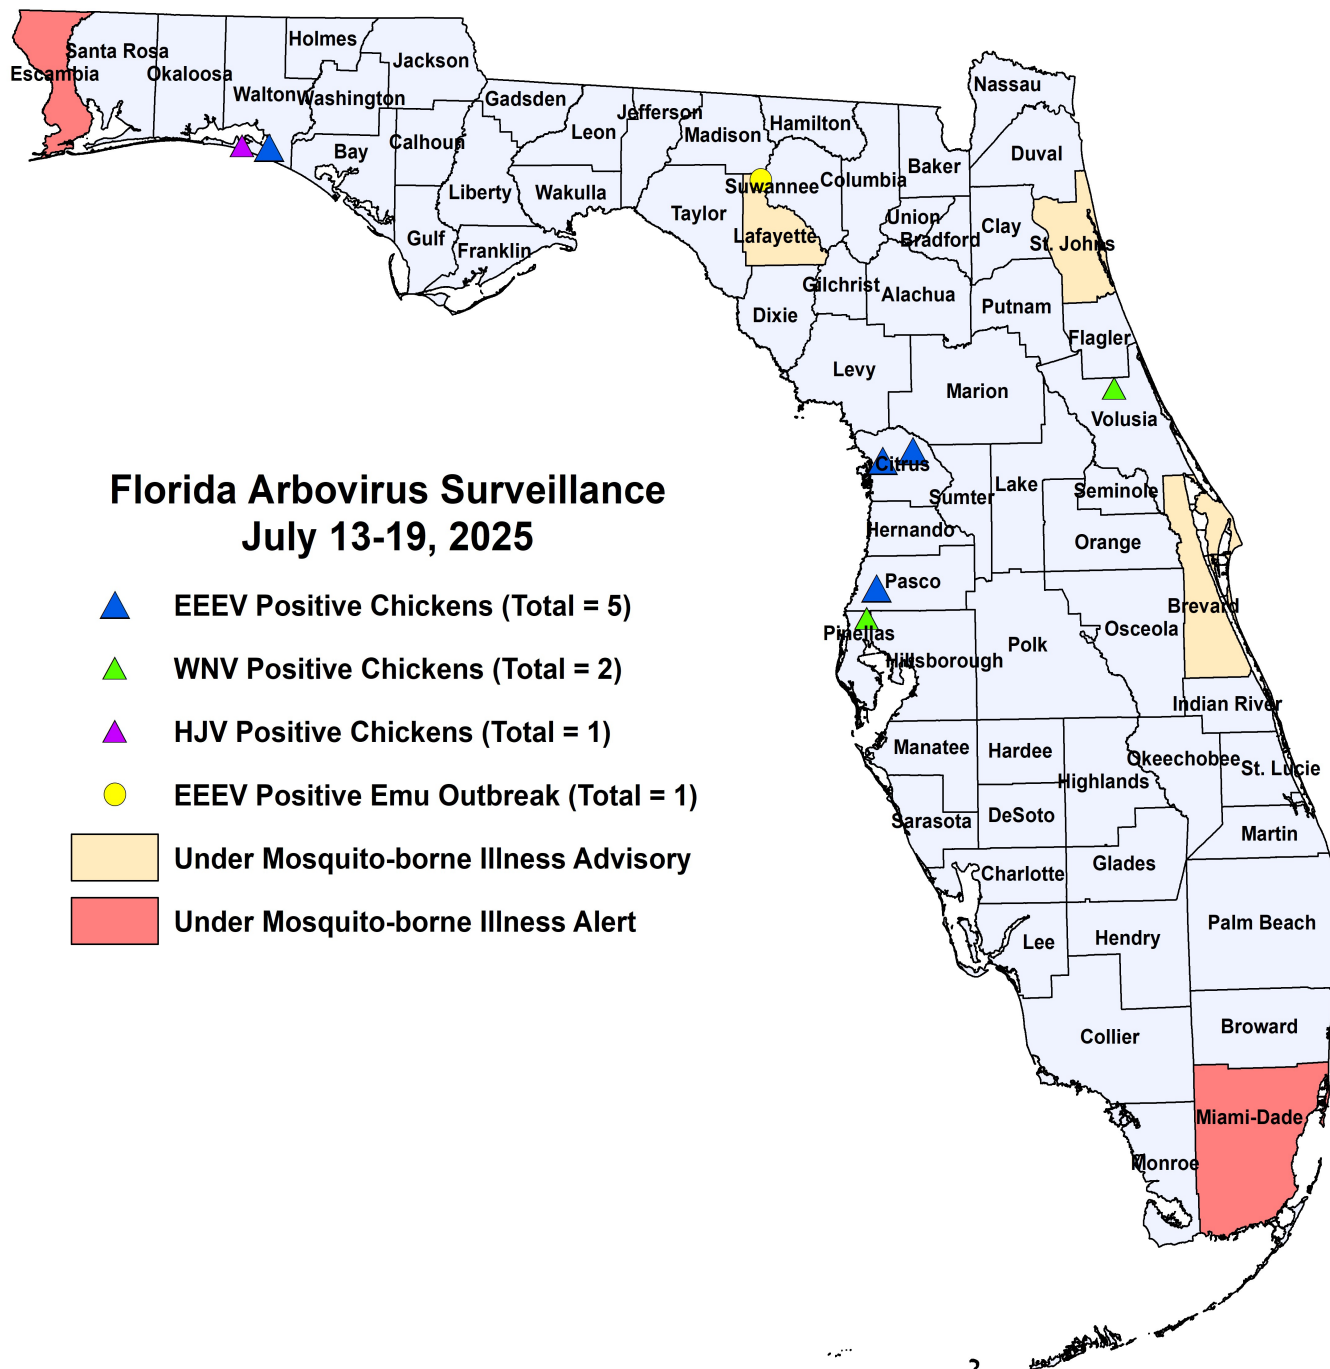 Holmes
Jackson
Santa Rosa
Escambia
Okaloosa
Walton
Washington
Gadsden
Jefferson
Leon
Madison
Hamilton
Nassau
Calhoun
Bay
Baker
Duval
Liberty
Wakulla
Suwannee
Columbia
Taylor
Union
Bradford
Clay
St. Johns
Gulf
Franklin
Lafayette
Gilchrist
Alachua
Putnam
Dixie
Flagler
Levy
Marion
Volusia
Citrus
Sumter
Lake
Seminole
Hernando
Orange
Pasco
Brevard
Pinellas
Hillsborough
Polk
Osceola
Indian River
Manatee
Hardee
Highlands
Okeechobee
St. Lucie
Sarasota
DeSoto
Martin
Charlotte
Glades
Lee
Hendry
Palm Beach
Collier
Broward
Miami-Dade
Monroe
Florida Arbovirus Surveillance
July 13-19, 2025
EEEV Positive Chickens (Total = 5)
WNV Positive Chickens (Total = 2)
HJV Positive Chickens (Total = 1)
EEEV Positive Emu Outbreak (Total = 1)
Under Mosquito-borne Illness Advisory
Under Mosquito-borne Illness Alert